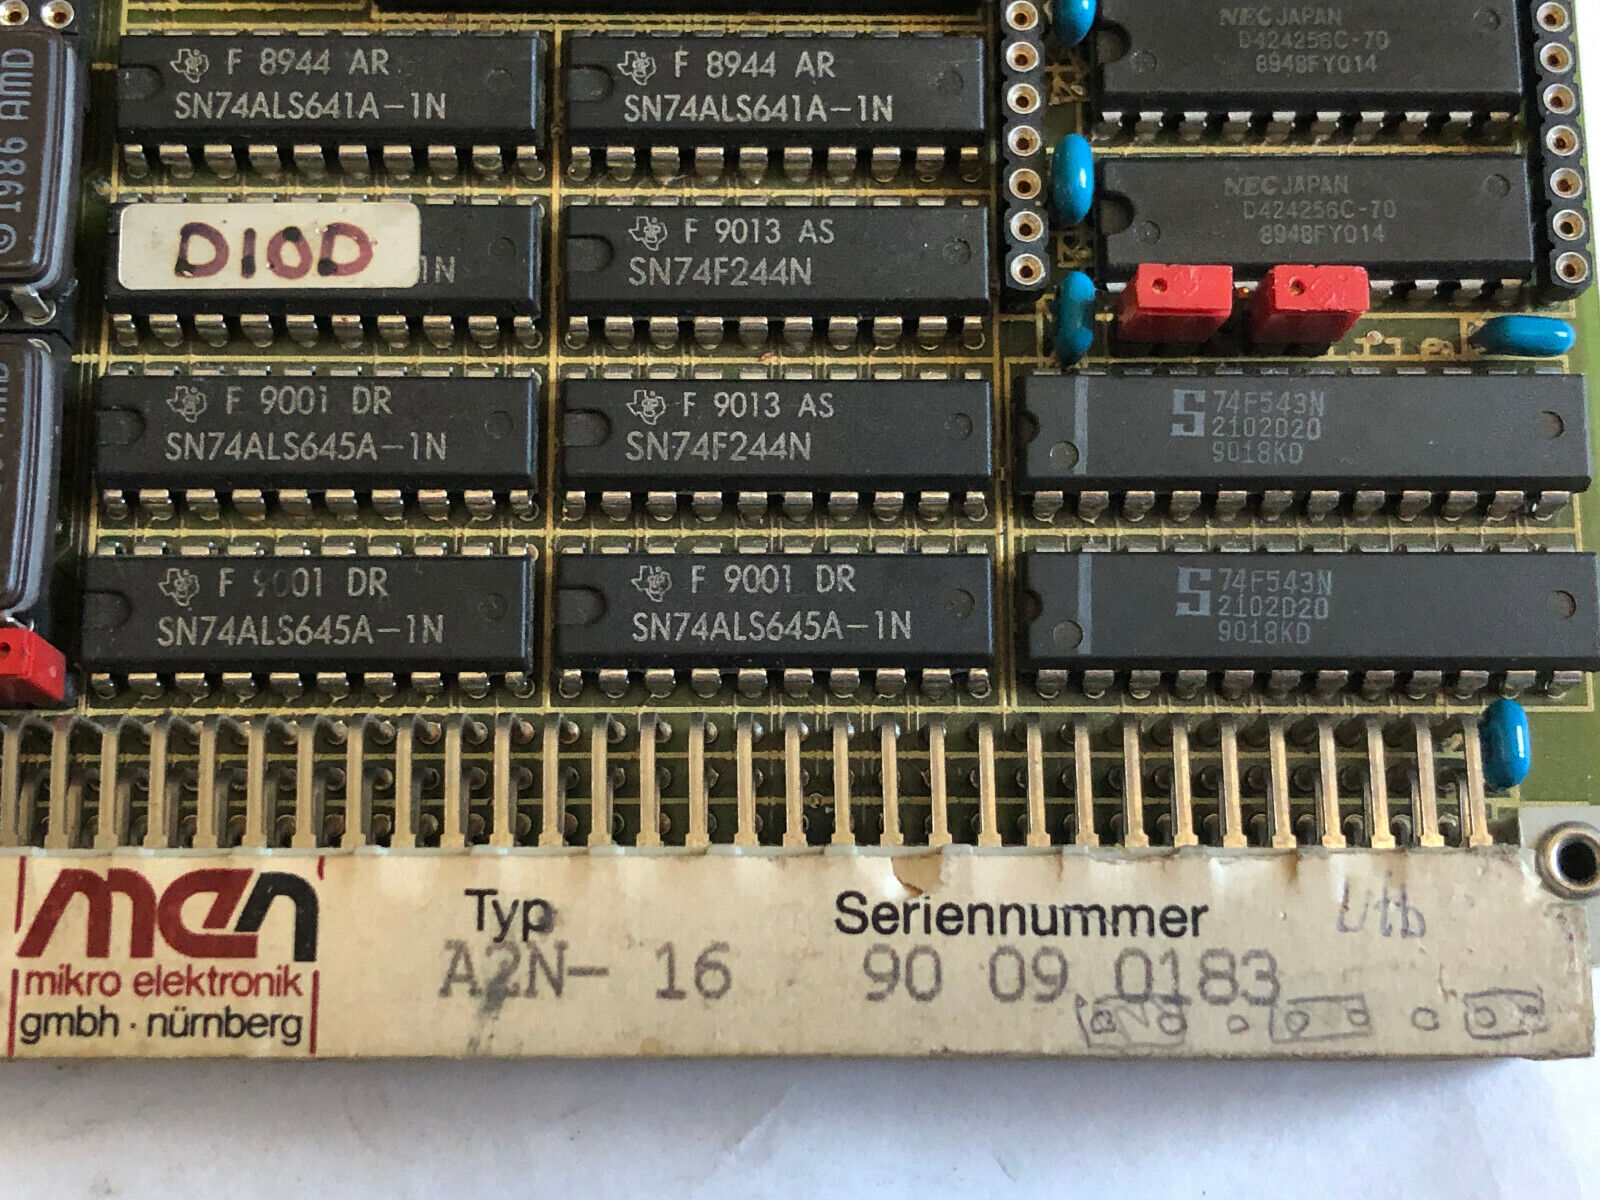 © 1986 AMD
F 8944 AR
SN74ALS641A-1N
F 8944 AR
SN74ALS641A-1N
NEC JAPAN
D424256C-70
8948FY014
D10D
1N
F 9013 AS
SN74F244N
NEC JAPAN
D424256C-70
8948FY014
F 9001 DR
SN74ALS645A-1N
F 9013 AS
SN74F244N
S 74F543N
2102D20
9018KD
F 9001 DR
SN74ALS645A-1N
F 9001 DR
SN74ALS645A-1N
S 74F543N
2102D20
9018KD
men
mikro elektronik
gmbh · nürnberg
Typ
A2N- 16
Seriennummer
90 09 0183